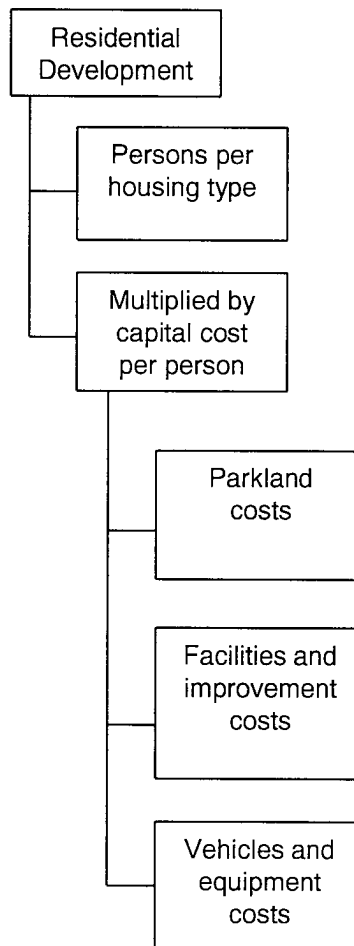 Residential
Development
Persons per
housing type
Multiplied by
capital cost
per person
Parkland
costs
Facilities and
improvement
costs
Vehicles and
equipment
costs